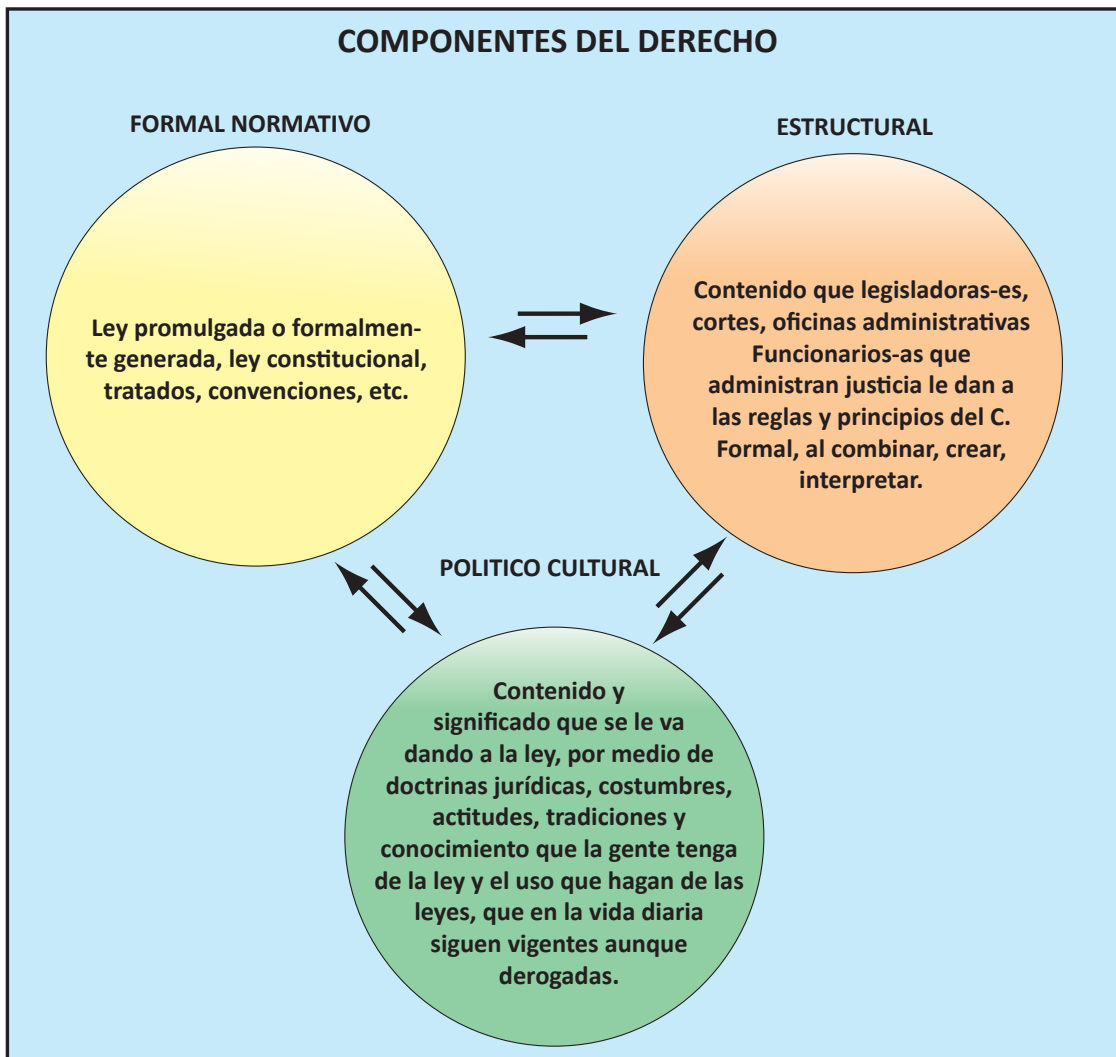 COMPONENTES DEL DERECHO
FORMAL NORMATIVO
Ley promulgada o formalmen-
te generada, ley constitucional,
tratados, convenciones, etc.
ESTRUCTURAL
Contenido que legisladoras-es,
cortes, oficinas administrativas
Funcionarios-as que
administran justicia le dan a
las reglas y principios del C.
Formal, al combinar, crear,
interpretar.
POLITICO CULTURAL
Contenido y
significado que se le va
dando a la ley, por medio de
doctrinas jurídicas, costumbres,
actitudes, tradiciones y
conocimiento que la gente tenga
de la ley y el uso que hagan de las
leyes, que en la vida diaria
siguen vigentes aunque
derogadas.